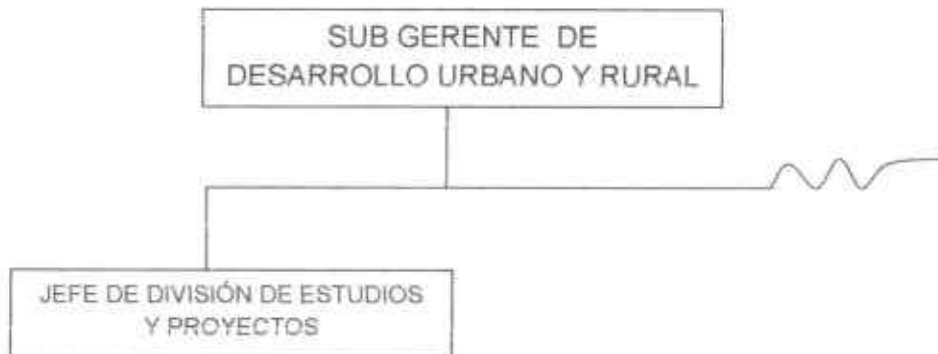 SUB GERENTE DE
DESARROLLO URBANO Y RURAL
JEFE DE DIVISIÓN DE ESTUDIOS
Y PROYECTOS